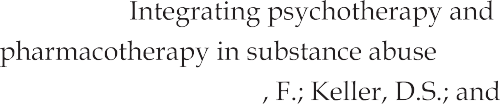 Integrating psychotherapy and
pharmacotherapy in substance abuse
, F.; Keller, D.S.; and